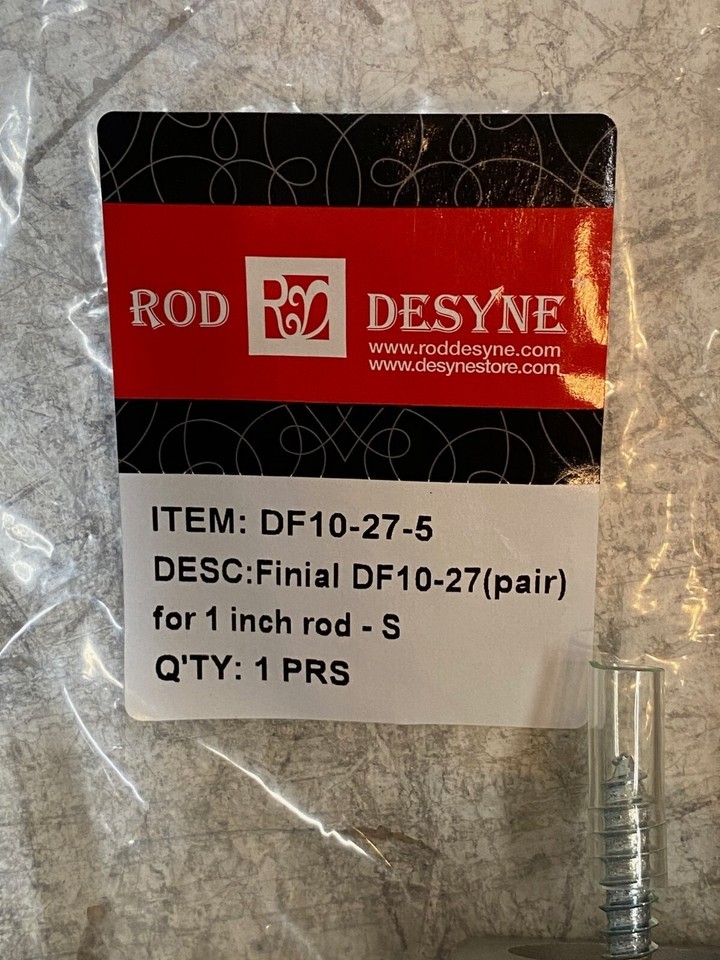 ROD RD DESYNE
www.roddesyne.com
www.desynestore.com
ITEM: DF10-27-5
DESC:Finial DF10-27(pair)
for 1 inch rod - S
Q'TY: 1 PRS